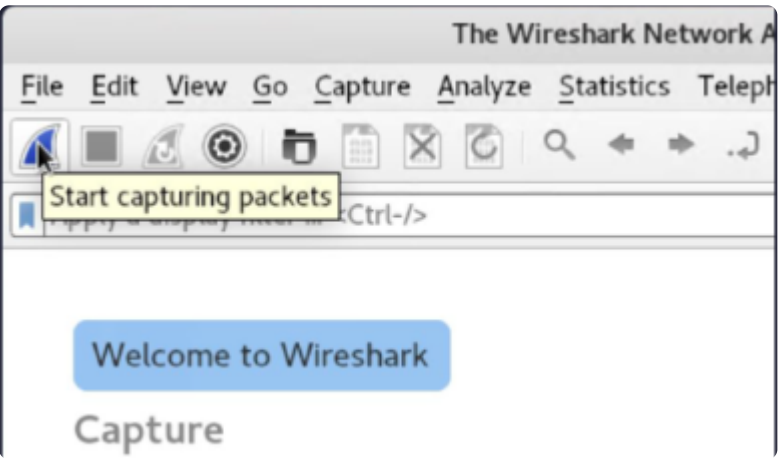 The Wireshark Network A
File Edit View Go Capture Analyze Statistics Teleph
Start capturing packets
<Ctrl-/>
Welcome to Wireshark
Capture